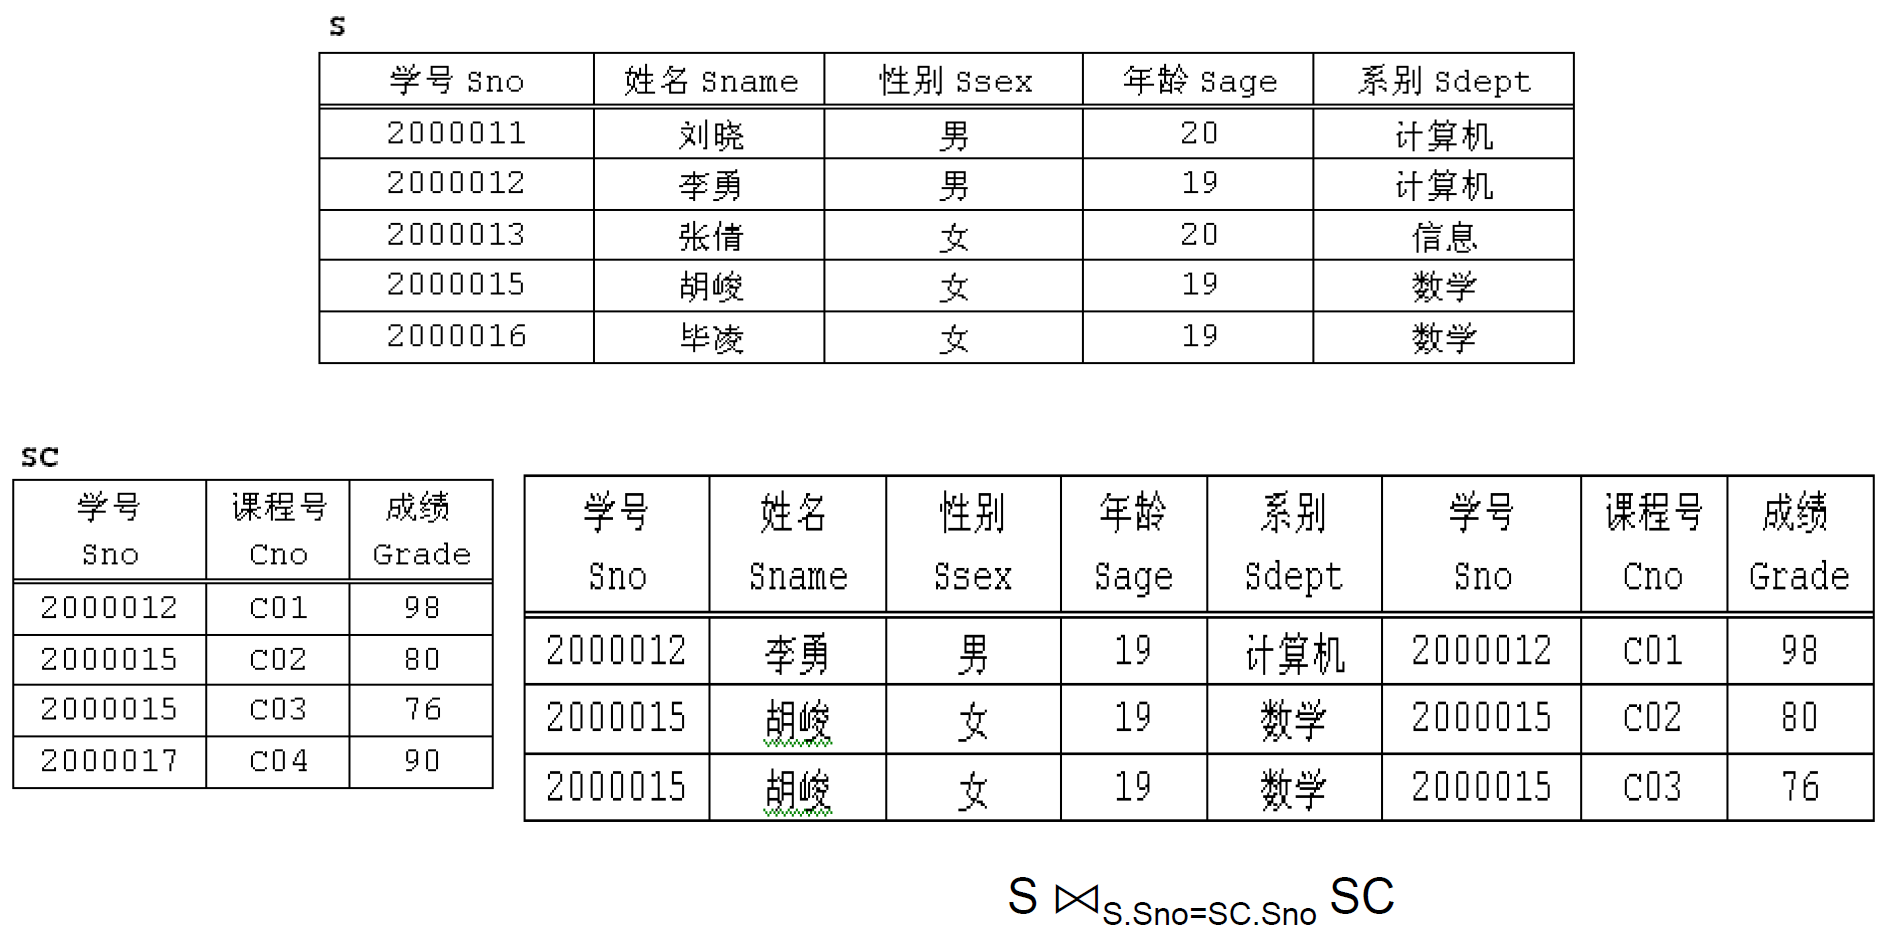 S
学号 Sno 姓名 Sname 性别 Ssex 年龄 Sage 系别 Sdept
2000011 刘晓 男 20 计算机
2000012 李勇 男 19 计算机
2000013 张倩 女 20 信息
2000015 胡峻 女 19 数学
2000016 毕凌 女 19 数学
SC
学号 课程号 成绩
Sno Cno Grade
2000012 C01 98
2000015 C02 80
2000015 C03 76
2000017 C04 90
学号 姓名 性别 年龄 系别 学号 课程号 成绩
Sno Sname Ssex Sage Sdept Sno Cno Grade
2000012 李勇 男 19 计算机 2000012 C01 98
2000015 胡峻 女 19 数学 2000015 C02 80
2000015 胡峻 女 19 数学 2000015 C03 76
S ⋈S.Sno=SC.Sno SC